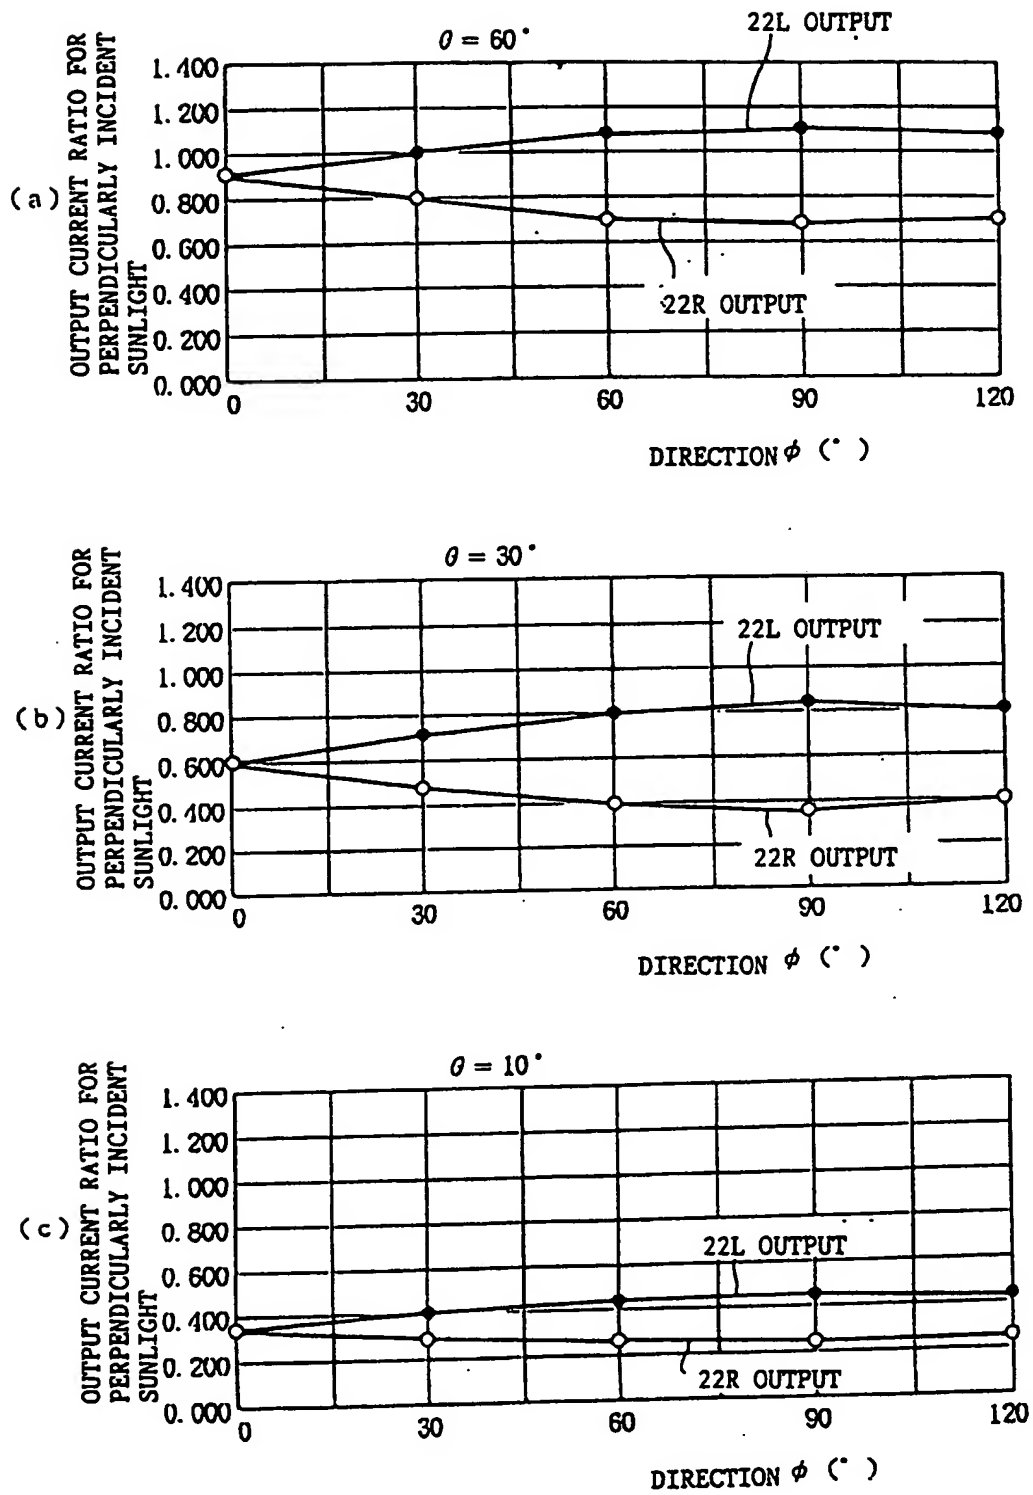 (a)
OUTPUT CURRENT RATIO FOR
PERPENDICULARLY INCIDENT
SUNLIGHT
θ = 60°
22L OUTPUT
1.400
1.200
1.000
0.800
0.600
0.400
0.200
0.000
22R OUTPUT
0 30 60 90 120
DIRECTION ϕ (° )
(b)
OUTPUT CURRENT RATIO FOR
PERPENDICULARLY INCIDENT
SUNLIGHT
θ = 30°
1.400
1.200
1.000
0.800
0.600
0.400
0.200
0.000
22L OUTPUT
22R OUTPUT
0 30 60 90 120
DIRECTION ϕ (° )
(c)
OUTPUT CURRENT RATIO FOR
PERPENDICULARLY INCIDENT
SUNLIGHT
θ = 10°
1.400
1.200
1.000
0.800
0.600
0.400
0.200
0.000
22L OUTPUT
22R OUTPUT
0 30 60 90 120
DIRECTION ϕ (° )